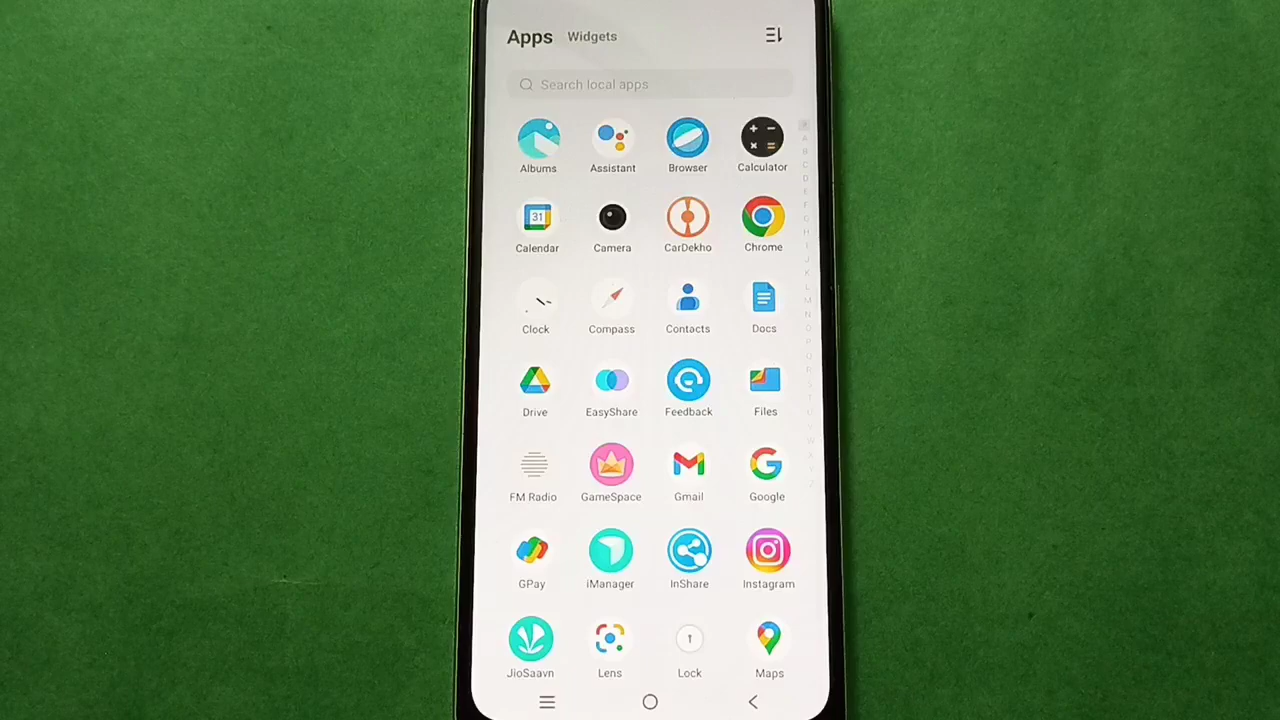 Apps Widgets
Search local apps
Albums Assistant Browser Calculator
31
Calendar Camera CarDekho Chrome
Clock Compass Contacts Docs
Drive EasyShare Feedback Files
FM Radio GameSpace Gmail Google
GPay iManager InShare Instagram
JioSaavn Lens Lock Maps